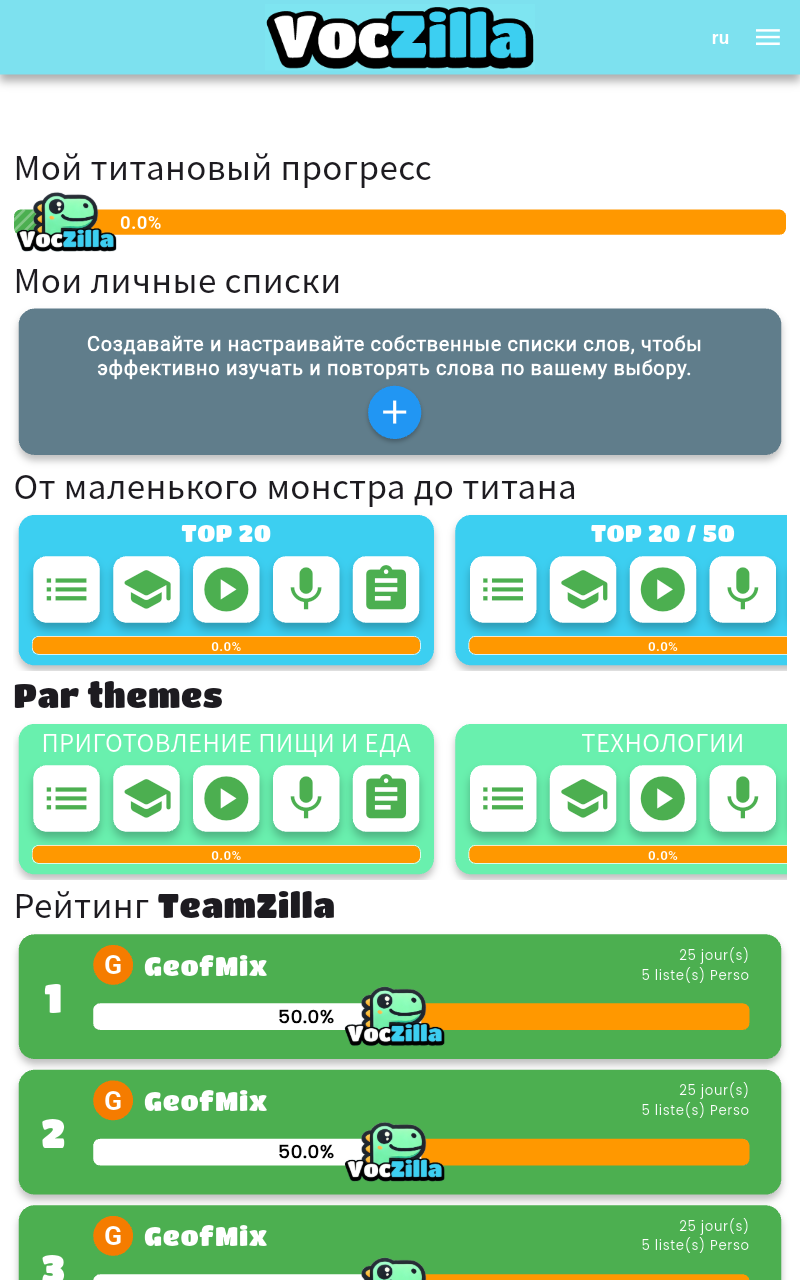 VocZilla
ru
Мой титановый прогресс
VocZilla
0.0%
Мои личные списки
Создавайте и настраивайте собственные списки слов, чтобы
эффективно изучать и повторять слова по вашему выбору.
От маленького монстра до титана
TOP 20
0.0%
TOP 20 / 50
0.0%
Par themes
ПРИГОТОВЛЕНИЕ ПИЩИ И ЕДА
0.0%
ТЕХНОЛОГИИ
0.0%
Рейтинг TeamZilla
1
G GeofMix
25 jour(s)
5 liste(s) Perso
50.0%
VocZilla
2
G GeofMix
25 jour(s)
5 liste(s) Perso
50.0%
VocZilla
3
G GeofMix
25 jour(s)
5 liste(s) Perso